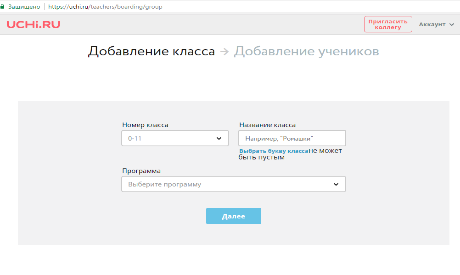 Защищено | https://uchi.ru/teachers/boarding/group
UCHi.RU
Пригласить коллегу
Аккаунт
Добавление класса → Добавление учеников
Номер класса
Название класса
0-11
Например, "Ромашки"
Выбрать букву класса не может
быть пустым
Программа
Выберите программу
Далее